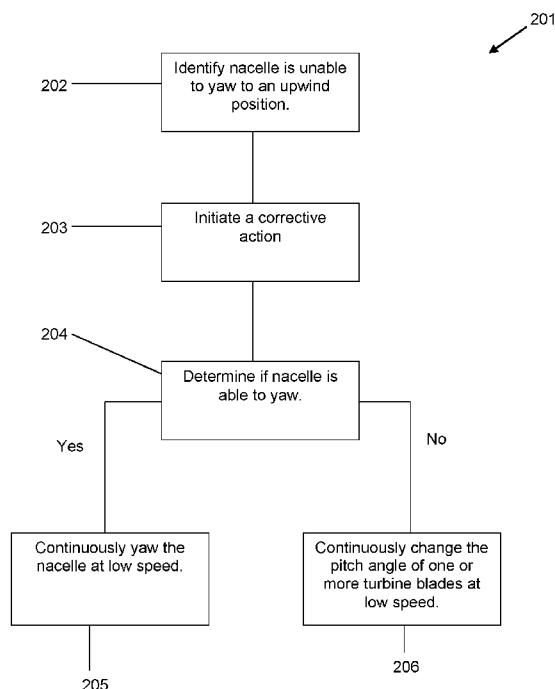 201
202
Identify nacelle is unable
to yaw to an upwind
position.
203
Initiate a corrective
action
204
Determine if nacelle is
able to yaw.
Yes
No
Continuously yaw the
nacelle at low speed.
Continuously change the
pitch angle of one or
more turbine blades at
low speed.
205
206